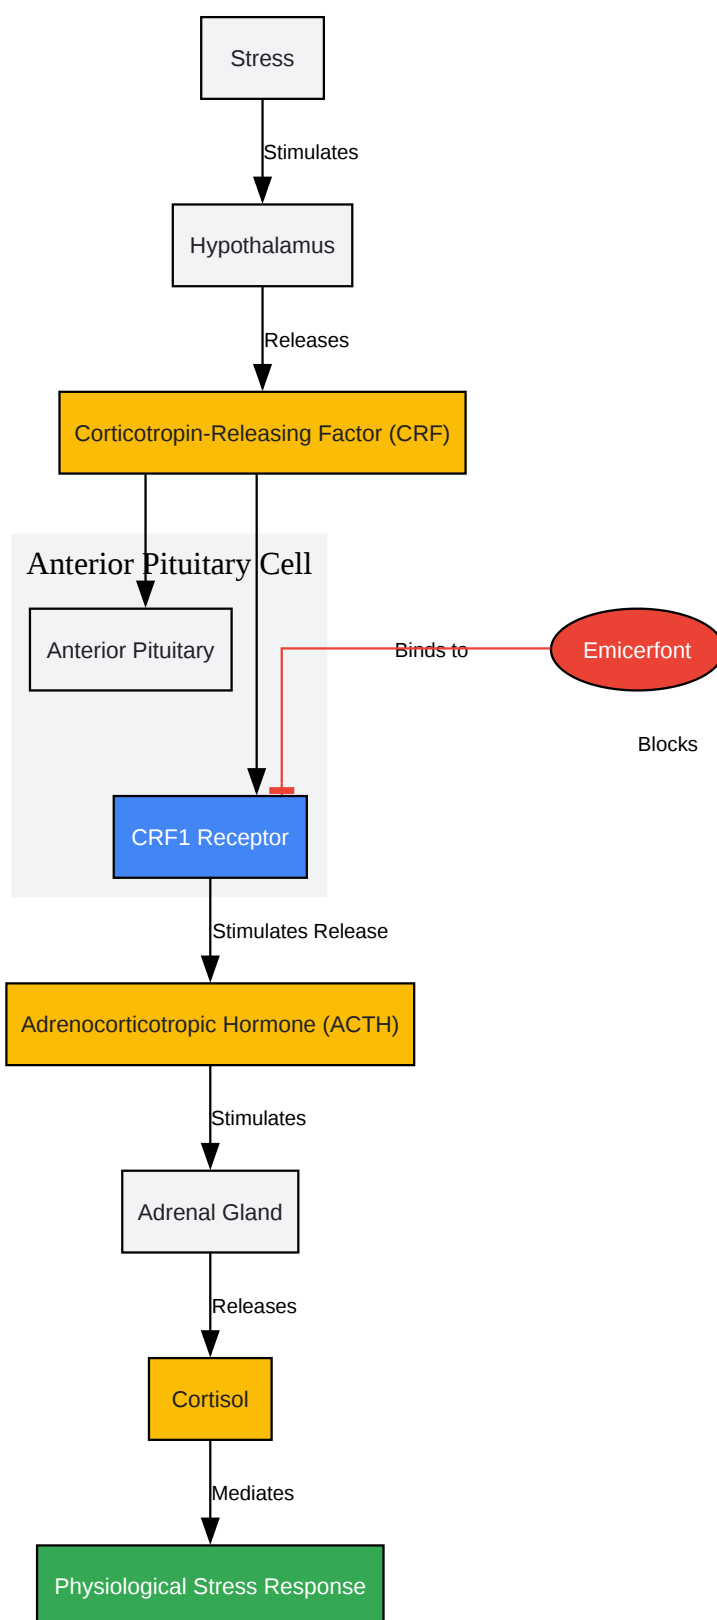 Stress
Stimulates
Hypothalamus
Releases
Corticotropin-Releasing Factor (CRF)
Anterior Pituitary Cell
Anterior Pituitary
Binds to
Emicerfont
Blocks
CRF1 Receptor
Stimulates Release
Adrenocorticotropic Hormone (ACTH)
Stimulates
Adrenal Gland
Releases
Cortisol
Mediates
Physiological Stress Response